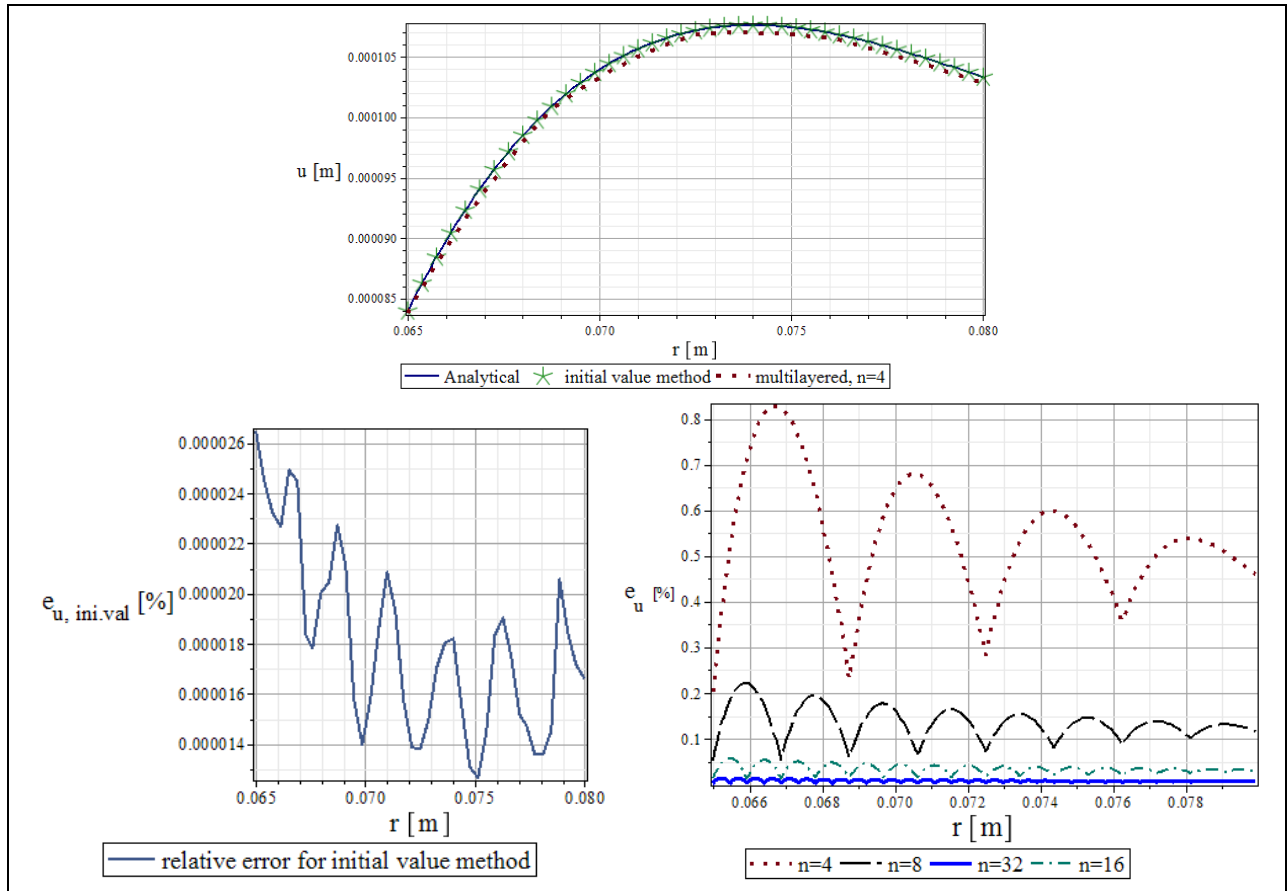 0.000105
0.000100
u [m]
0.000095
0.000090
0.000085
0.065 0.070 0.075 0.080
r [ m ]
Analytical initial value method multilayered, n=4
0.000026
0.000024
0.000022
0.000020
e u, ini.val [%]
0.000018
0.000016
0.000014
0.065 0.070 0.075 0.080
r [ m ]
relative error for initial value method
0.8
0.7
0.6
0.5
e u [%]
0.4
0.3
0.2
0.1
0.066 0.068 0.070 0.072 0.074 0.076 0.078
r [ m ]
n=4 n=8 n=32 n=16